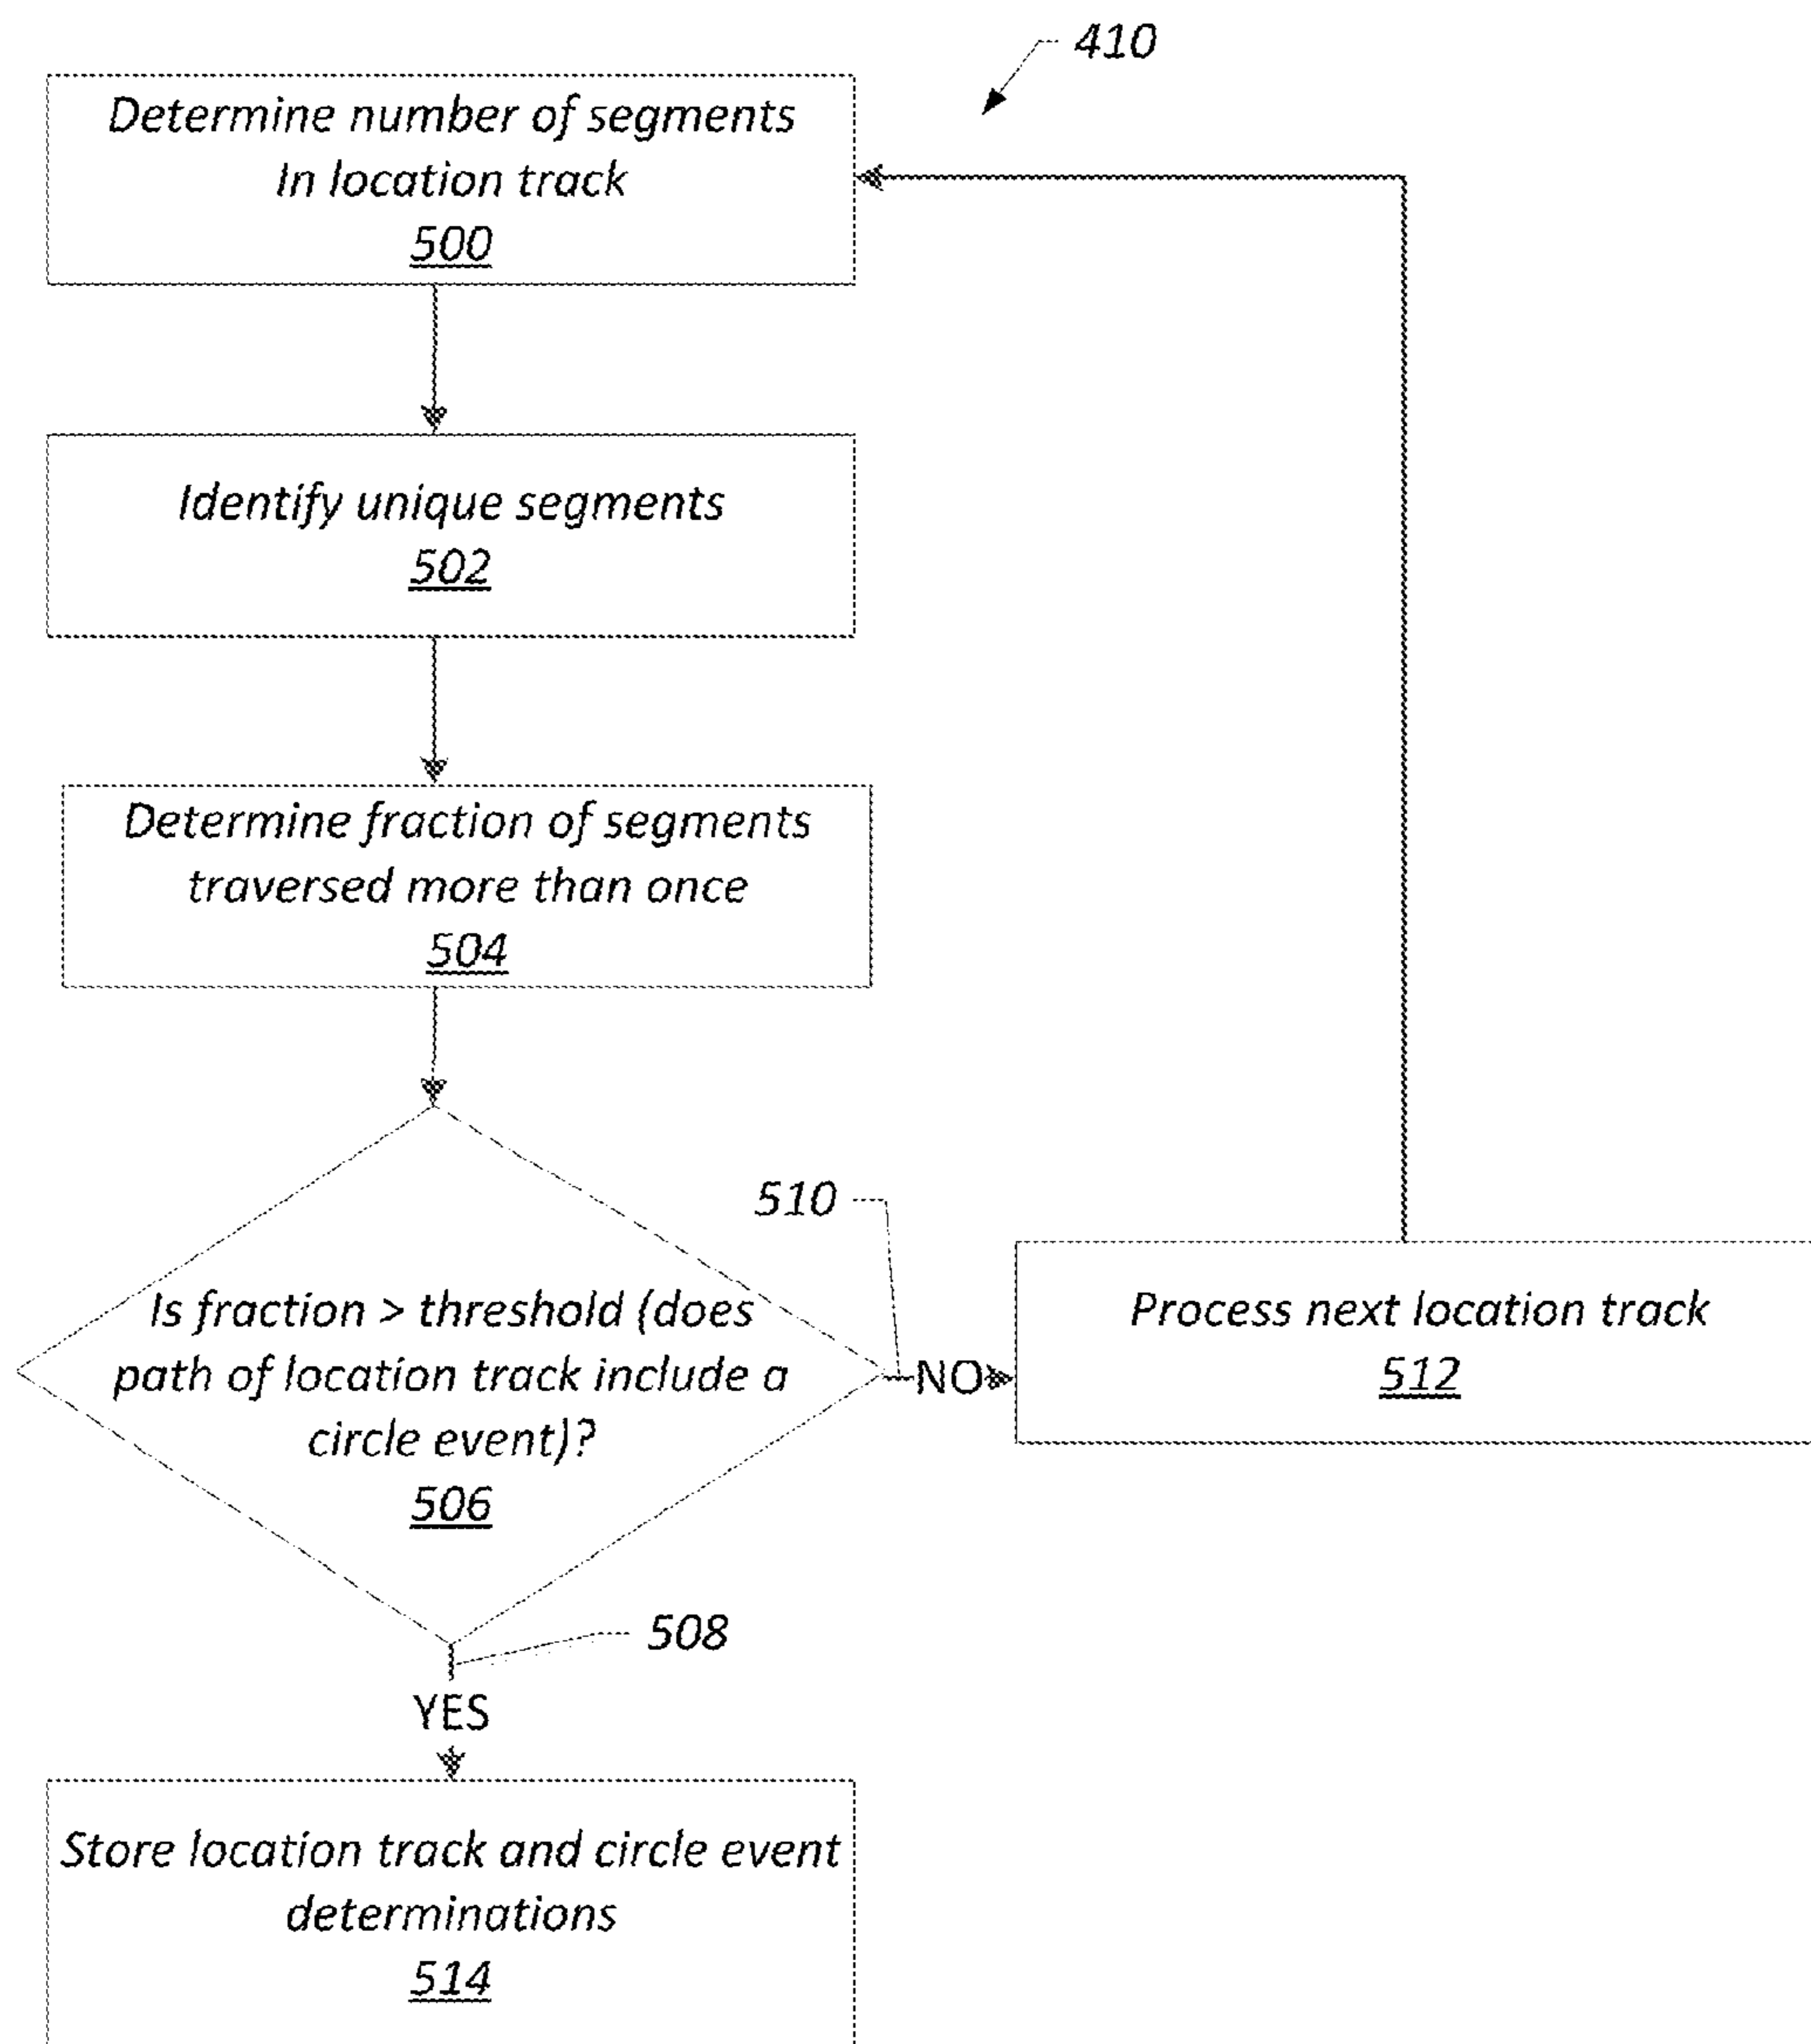 410
Determine number of segments
In location track
500
Identify unique segments
502
Determine fraction of segments
traversed more than once
504
510
Is fraction > threshold (does
path of location track include a
circle event)?
506
NO
Process next location track
512
508
YES
Store location track and circle event
determinations
514